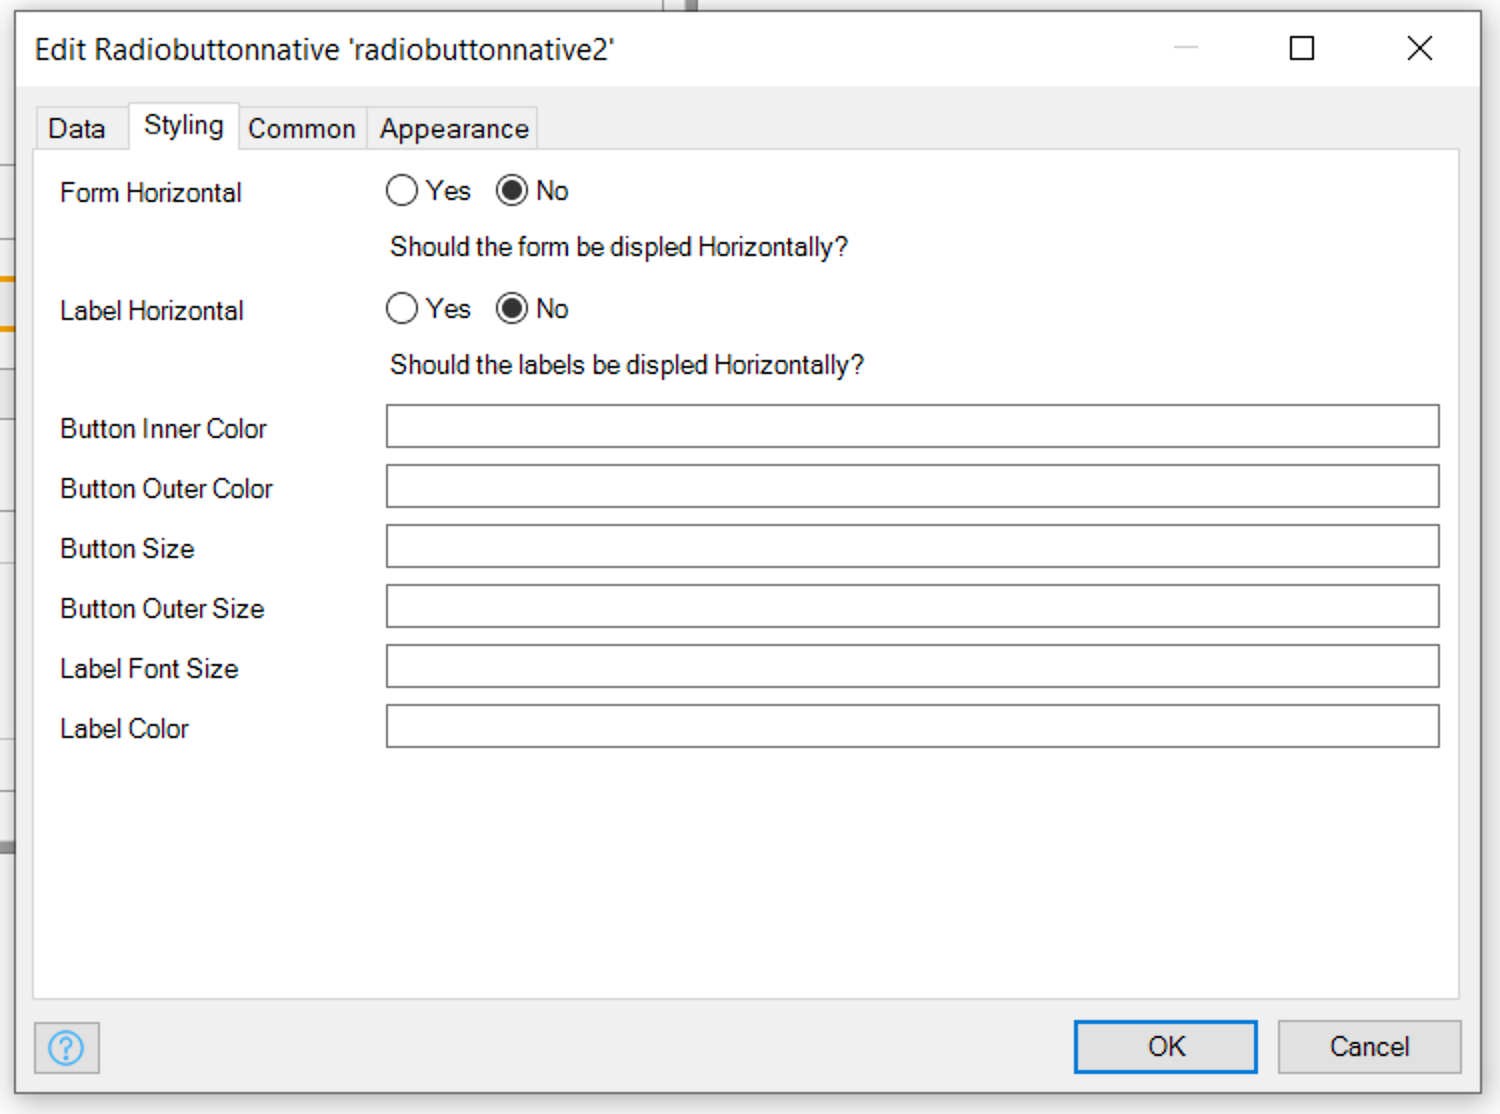 Edit Radiobuttonnative 'radiobuttonnative2'
Data Styling Common Appearance
Form Horizontal Yes No
Should the form be displed Horizontally?
Label Horizontal Yes No
Should the labels be displed Horizontally?
Button Inner Color
Button Outer Color
Button Size
Button Outer Size
Label Font Size
Label Color
? OK Cancel